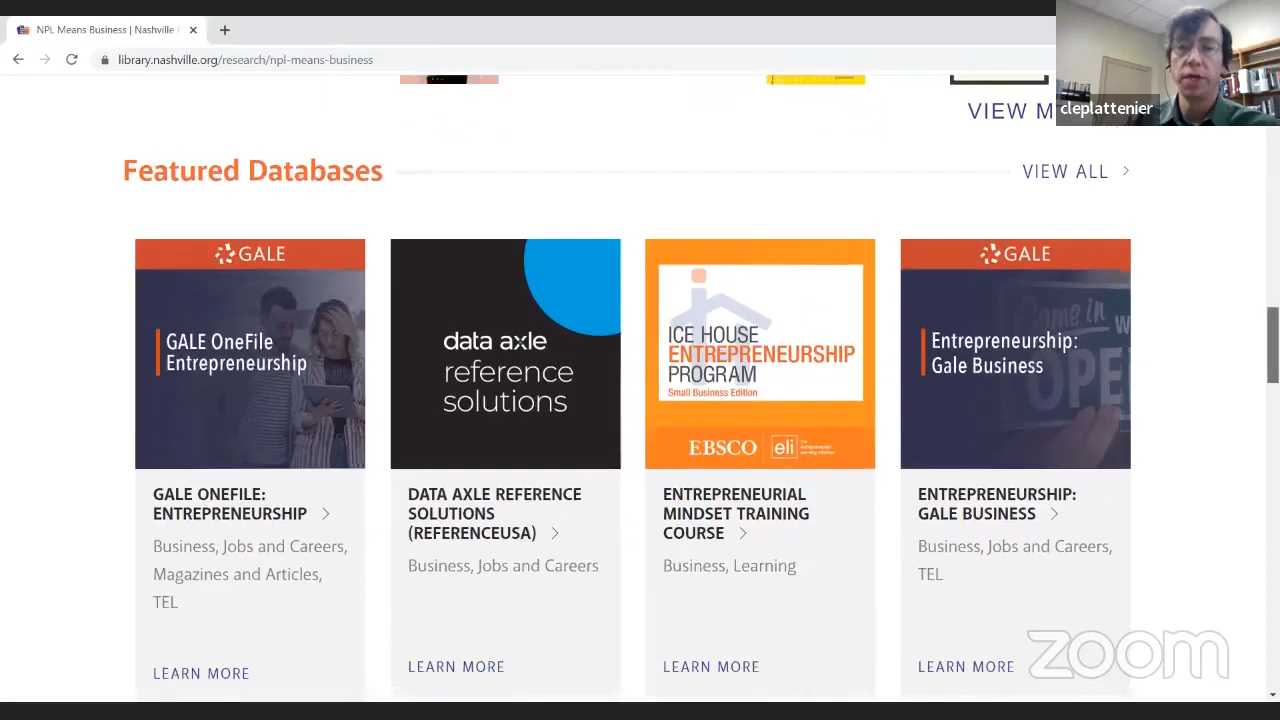 NPL Means Business | Nashville
library.nashville.org/research/npl-means-business
cleplattenier
VIEW M
Featured Databases
VIEW ALL
GALE
GALE OneFile
Entrepreneurship
data axle
reference
solutions
ICE HOUSE
ENTREPRENEURSHIP
PROGRAM
Small Business Edition
EBSCO
eli
GALE
Come in
W
OPE
Entrepreneurship:
Gale Business
GALE ONEFILE:
ENTREPRENEURSHIP
Business, Jobs and Careers,
Magazines and Articles,
TEL
LEARN MORE
DATA AXLE REFERENCE
SOLUTIONS
(REFERENCEUSA)
Business, Jobs and Careers
LEARN MORE
ENTREPRENEURIAL
MINDSET TRAINING
COURSE
Business, Learning
LEARN MORE
ENTREPRENEURSHIP:
GALE BUSINESS
Business, Jobs and Careers,
TEL
LEARN MORE
zoom